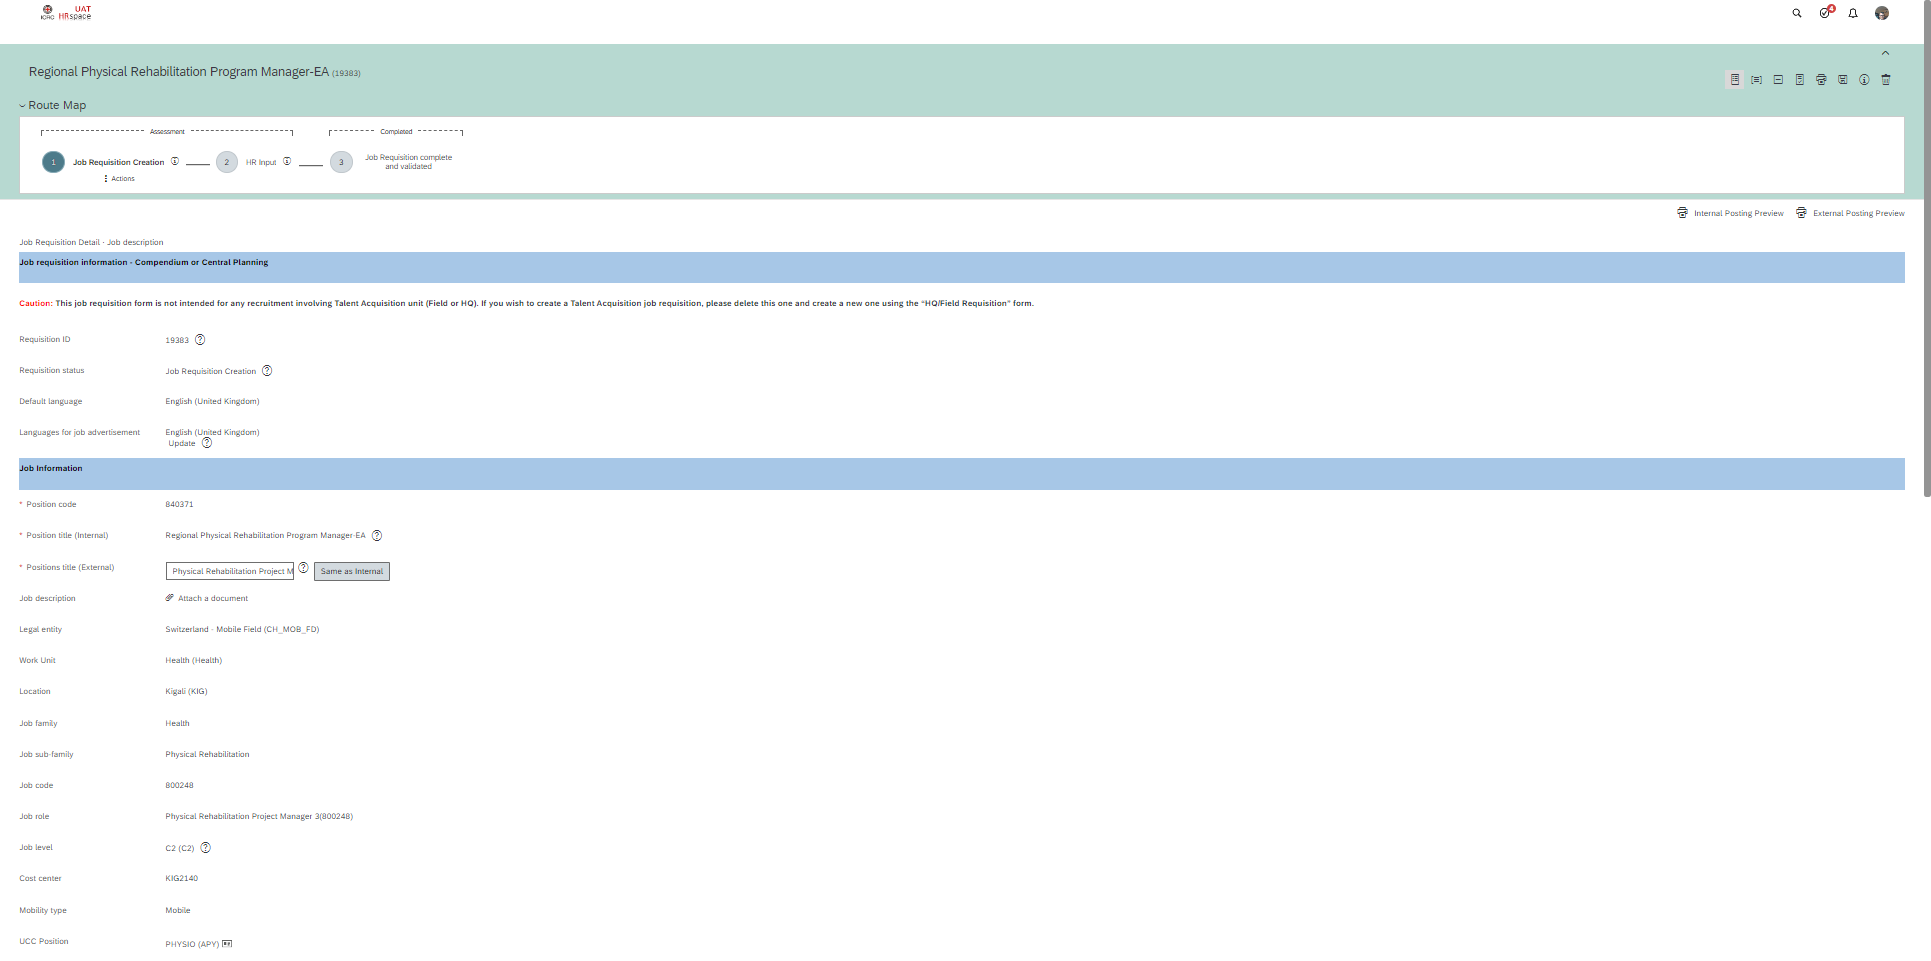 ICRC
UAT
HRspace
4
Regional Physical Rehabilitation Program Manager-EA (19383)
Route Map
Assessment
Completed
1 Job Requisition Creation
2 HR Input
3 Job Requisition complete
and validated
Actions
Internal Posting Preview
External Posting Preview
Job Requisition Detail - Job description
Job requisition information - Compendium or Central Planning
Caution: This job requisition form is not intended for any recruitment involving Talent Acquisition unit (Field or HQ). If you wish to create a Talent Acquisition job requisition, please delete this one and create a new one using the "HQ/Field Requisition" form.
Requisition ID 19383
Requisition status Job Requisition Creation
Default language English (United Kingdom)
Languages for job advertisement English (United Kingdom)
Update
Job Information
* Position code 840371
* Position title (Internal) Regional Physical Rehabilitation Program Manager-EA
* Positions title (External) Physical Rehabilitation Project M Same as Internal
Job description Attach a document
Legal entity Switzerland - Mobile Field (CH_MOB_FD)
Work Unit Health (Health)
Location Kigali (KIG)
Job family Health
Job sub-family Physical Rehabilitation
Job code 800248
Job role Physical Rehabilitation Project Manager 3(800248)
Job level C2 (C2)
Cost center KIG2140
Mobility type Mobile
UCC Position PHYSIO (APY)